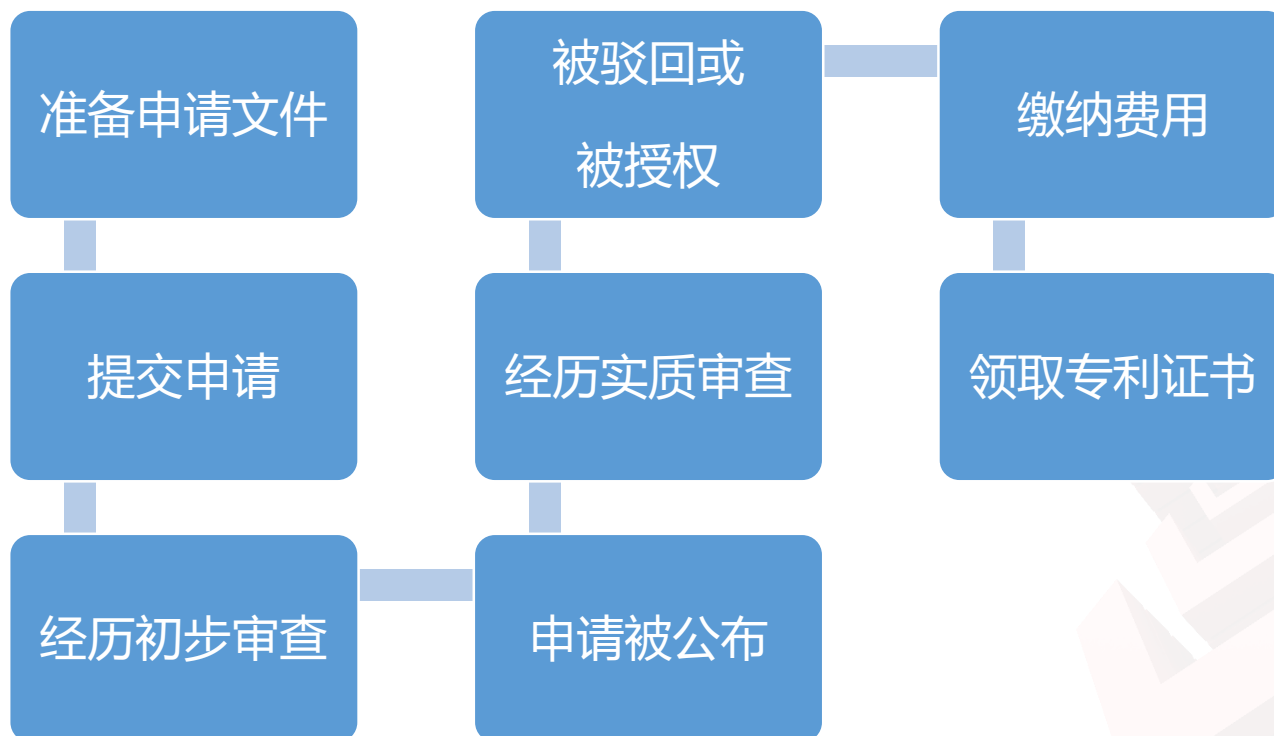 准备申请文件
提交申请
经历初步审查
申请被公布
经历实质审查
被驳回或
被授权
缴纳费用
领取专利证书